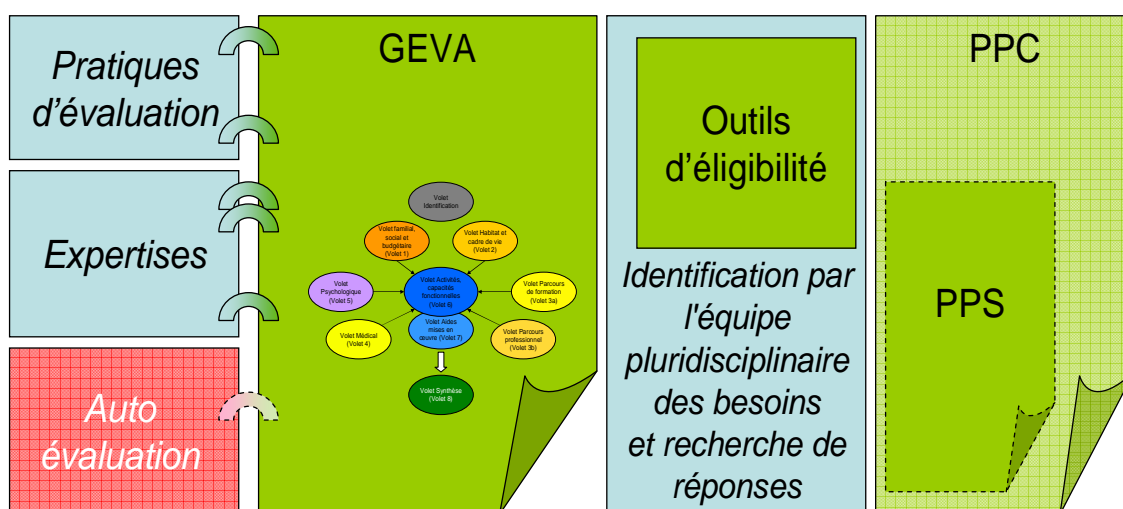 Pratiques
d'évaluation
Expertises
Auto
évaluation
GEVA
Volet
Identification
Volet familial,
social et
budgétaire
(Volet 1)
Volet Habitat et
cadre de vie
(Volet 2)
Volet
Psychologique
(Volet 5)
Volet Activités,
capacités
fonctionnelles
(Volet 6)
Volet Parcours
de formation
(Volet 3a)
Volet Médical
(Volet 4)
Volet Aides
mises en
œuvre (Volet 7)
Volet Parcours
professionnel
(Volet 3b)
Volet Synthèse
(Volet 8)
Outils
d'éligibilité
Identification par
l'équipe
pluridisciplinaire
des besoins
et recherche de
réponses
PPC
PPS